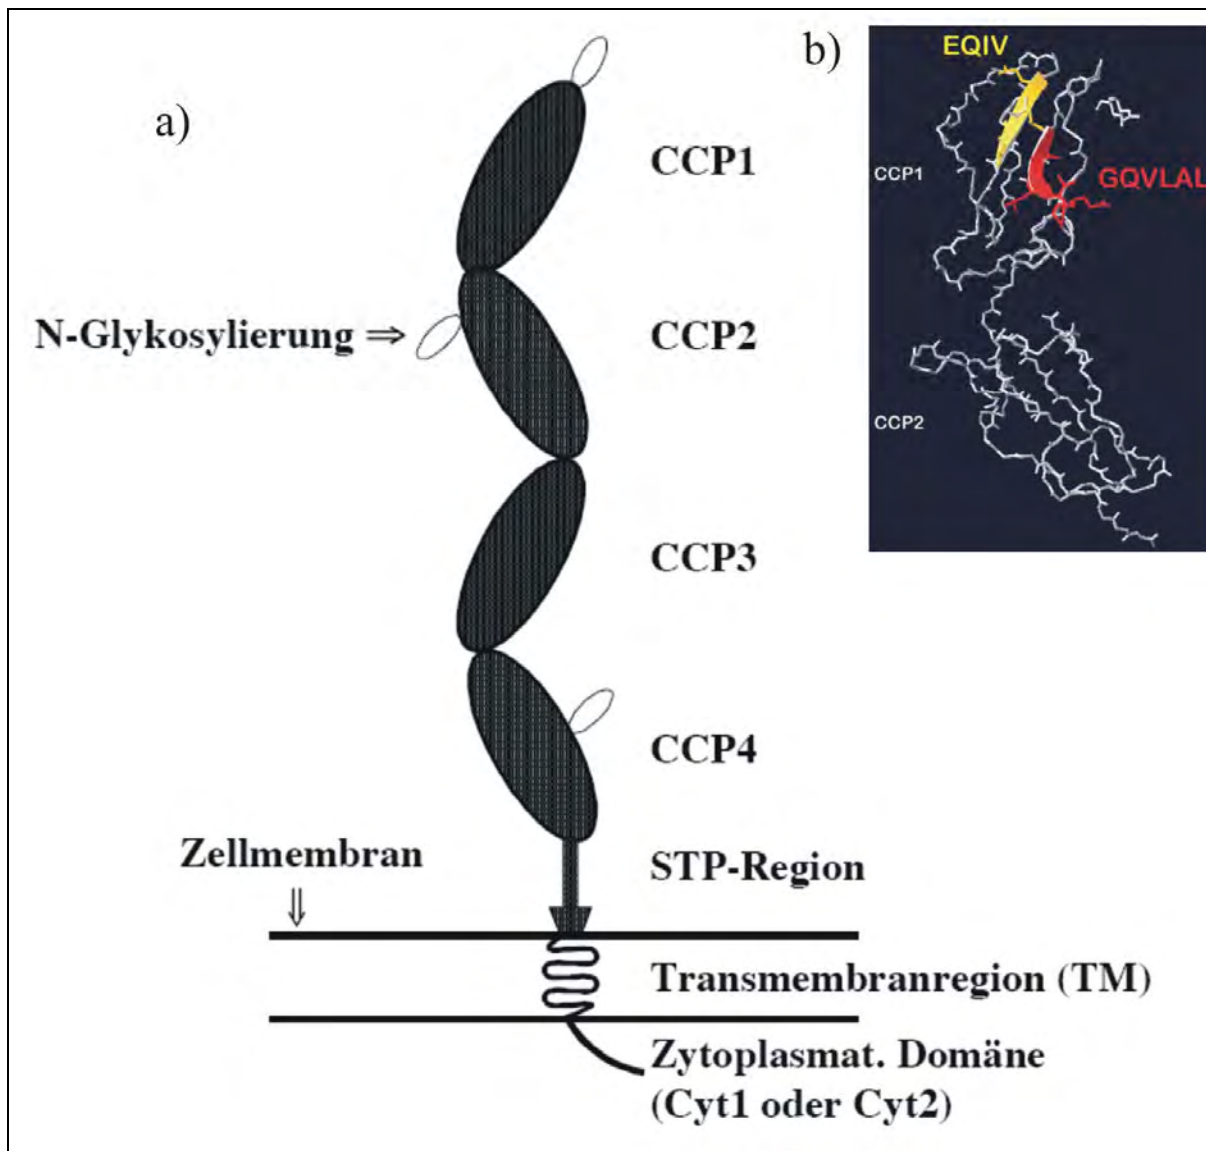 a)
CCP1
N-Glykosylierung ⇒
CCP2
CCP3
CCP4
Zellmembran
⇓
STP-Region
Transmembranregion (TM)
Zytoplasmat. Domäne
(Cyt1 oder Cyt2)
b)
EQIV
CCP1
GQVLAL
CCP2